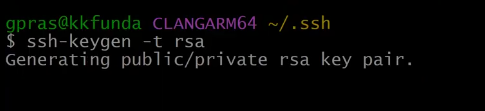 gpras@kkfunda CLANGARM64 ~/.ssh
$ ssh-keygen -t rsa
Generating public/private rsa key pair.